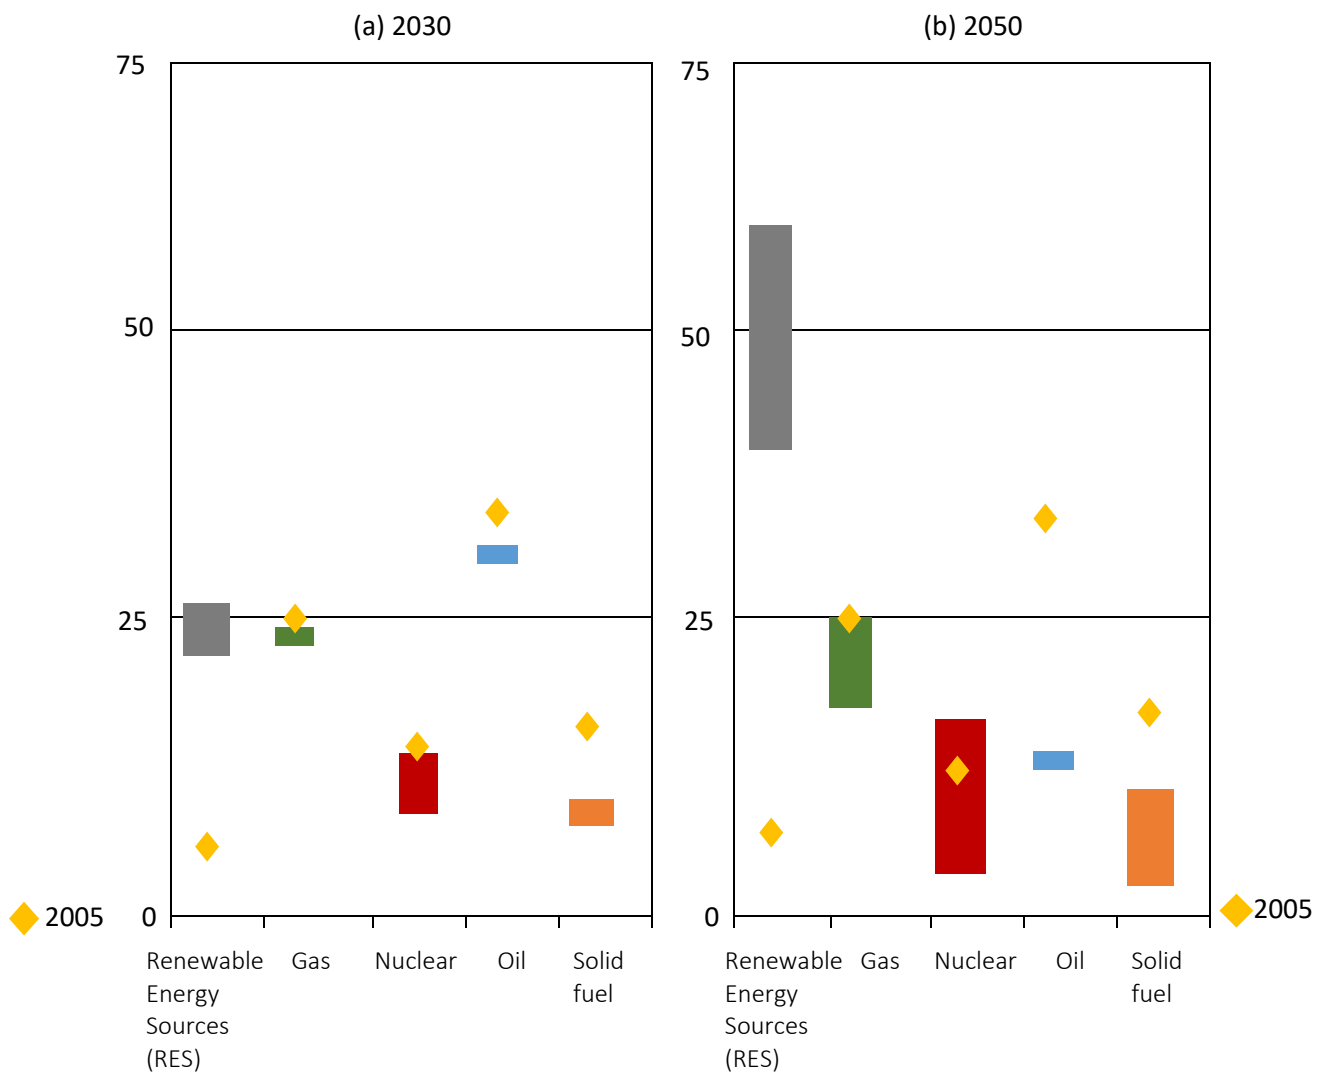 (a) 2030
75
50
25
0
2005
Renewable
Energy
Sources
(RES)
Gas
Nuclear
Oil
Solid
fuel
(b) 2050
75
50
25
0
2005
Renewable
Energy
Sources
(RES)
Gas
Nuclear
Oil
Solid
fuel